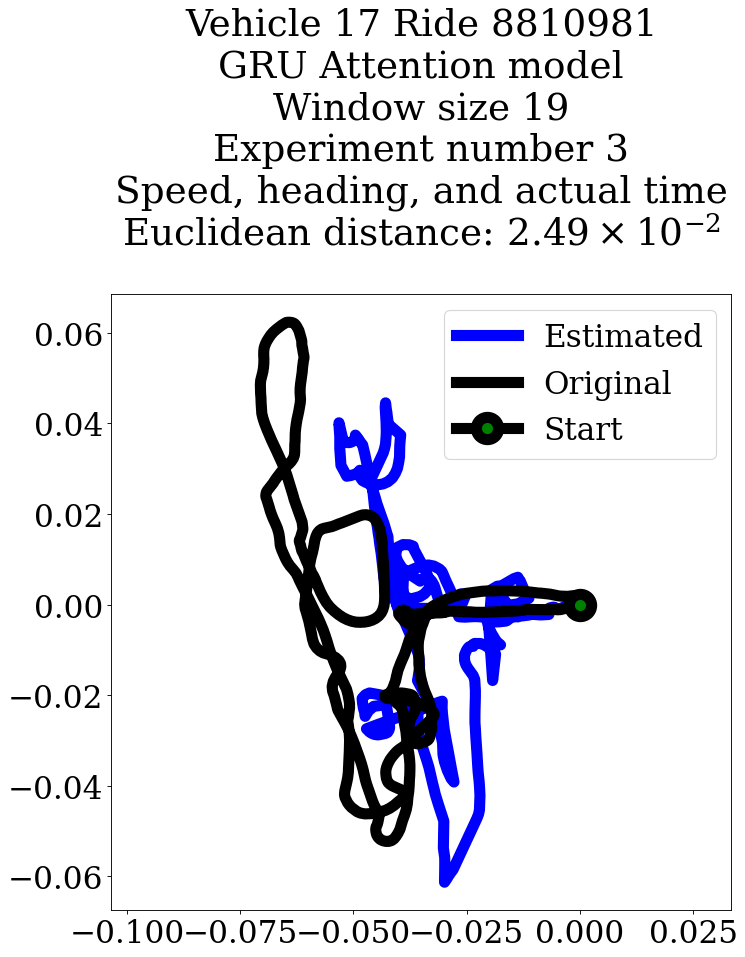 Vehicle 17 Ride 8810981
GRU Attention model
Window size 19
Experiment number 3
Speed, heading, and actual time
Euclidean distance: 2.49 × 10⁻²
Estimated
Original
Start
0.06
0.04
0.02
0.00
−0.02
−0.04
−0.06
−0.100 −0.075 −0.050 −0.025 0.000 0.025